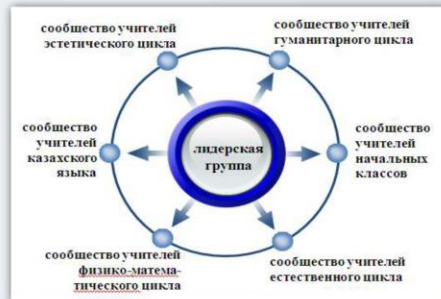 сообщество учителей
эстетического цикла
сообщество учителей
гуманитарного цикла
сообщество
учителей
казахского
языка
лидерская
группа
сообщество
учителей
начальных
классов
сообщество учителей
физико-матема-
тического цикла
сообщество учителей
естественного цикла